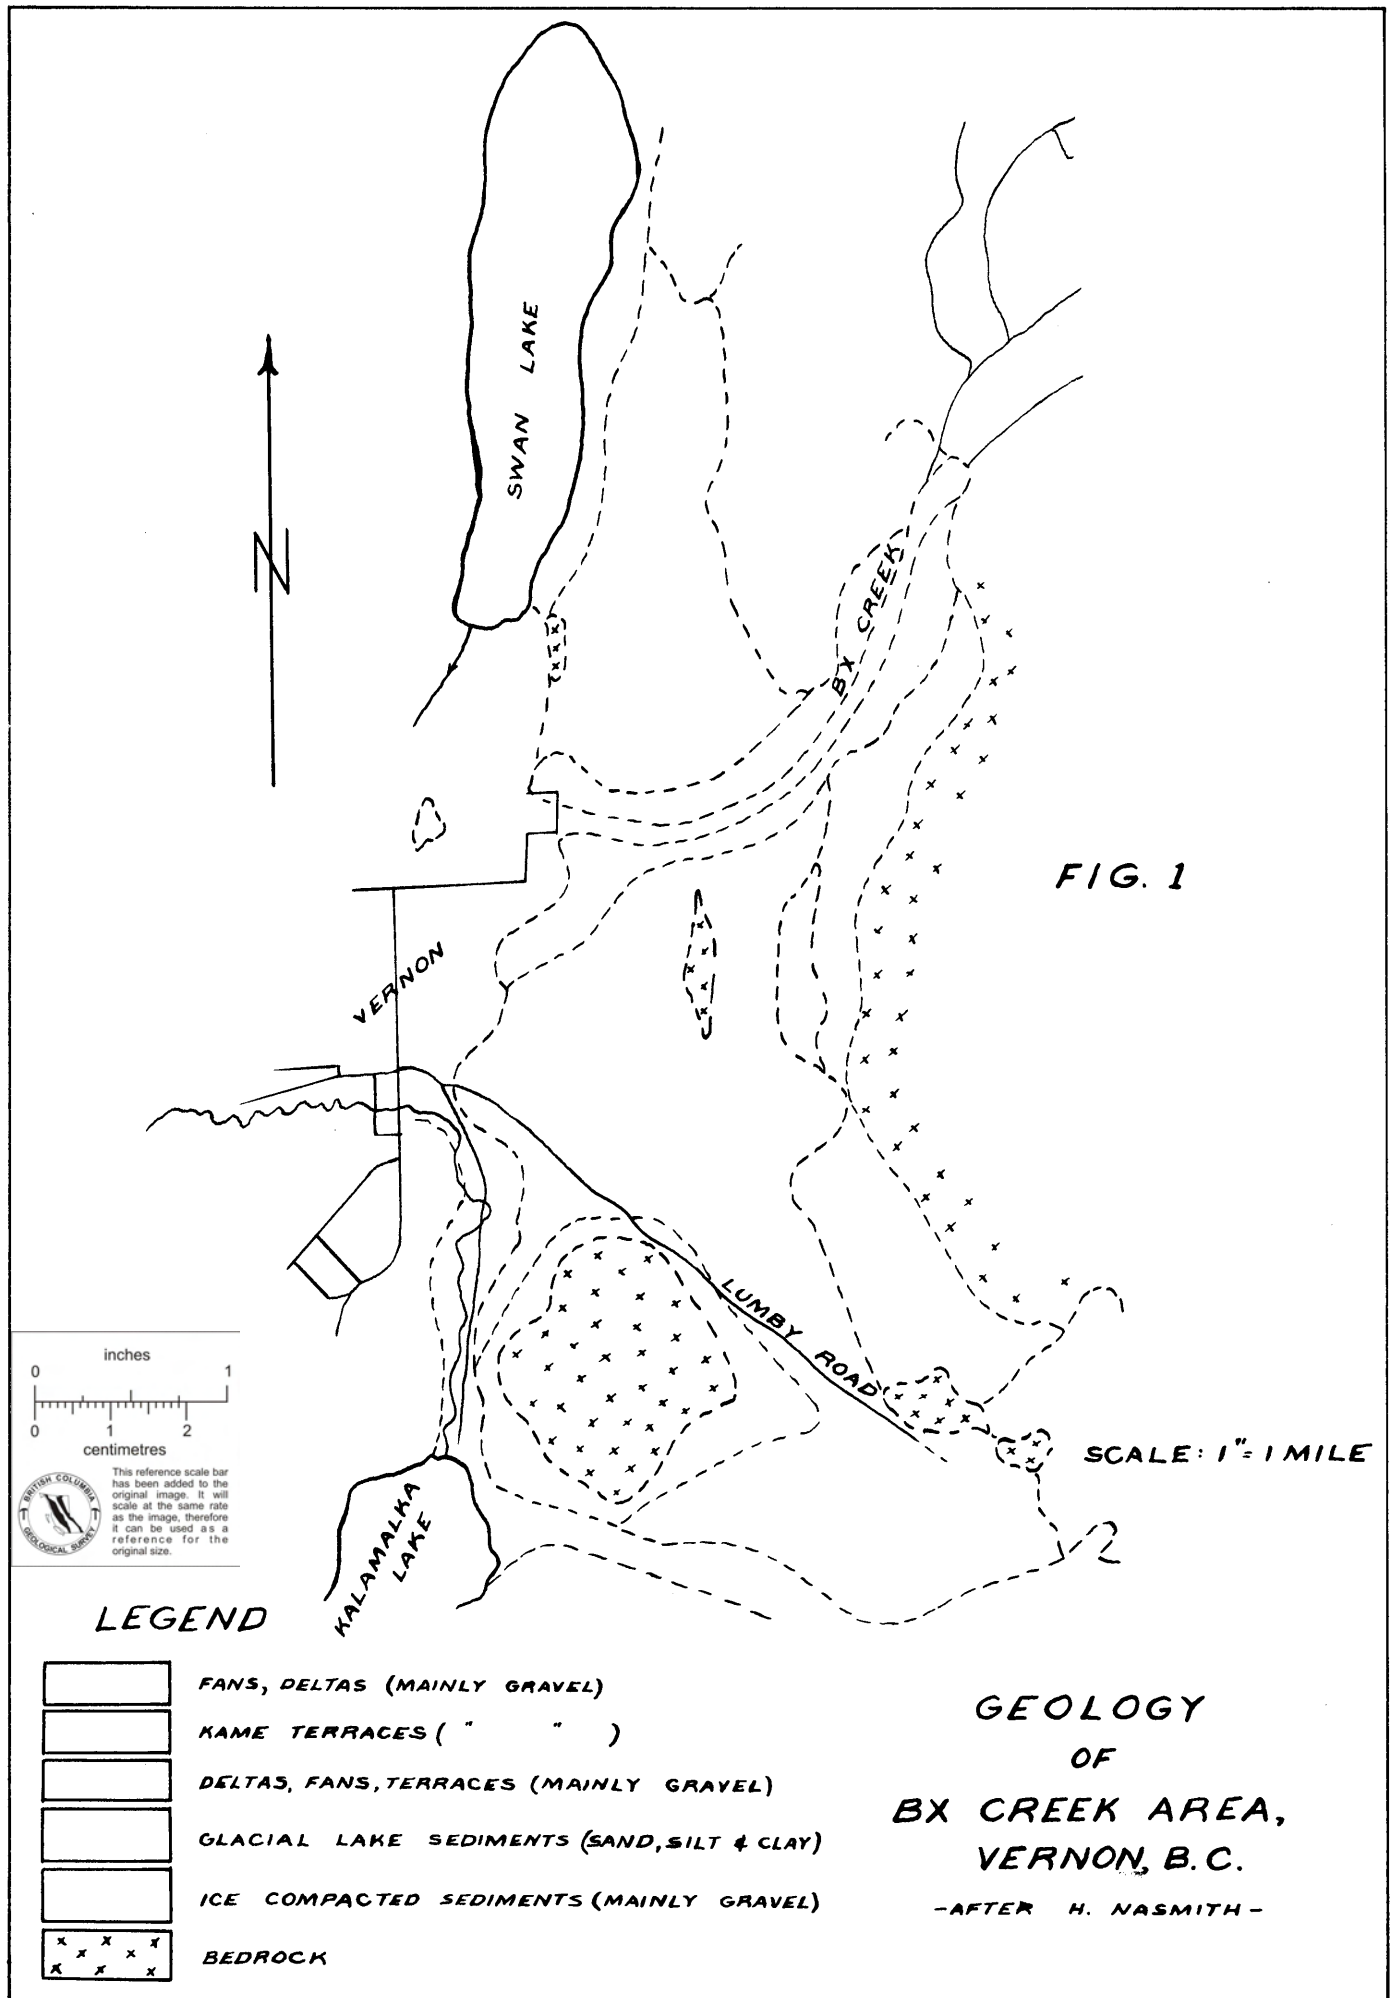 SWAN LAKE
N
BX CREEK
FIG. 1
VERNON
LUMBY ROAD
SCALE: 1" = 1 MILE
inches
0 1
0 1 2
centimetres
BRITISH COLUMBIA
GEOLOGICAL SURVEY
This reference scale bar
has been added to the
original image. It will
scale at the same rate
as the image, therefore
it can be used as a
reference for the
original size.
KALAMALKA
LAKE
LEGEND
FANS, DELTAS (MAINLY GRAVEL)
KAME TERRACES ( " " )
DELTAS, FANS, TERRACES (MAINLY GRAVEL)
GLACIAL LAKE SEDIMENTS (SAND, SILT & CLAY)
ICE COMPACTED SEDIMENTS (MAINLY GRAVEL)
BEDROCK
GEOLOGY
OF
BX CREEK AREA,
VERNON, B.C.
-AFTER H. NASMITH-